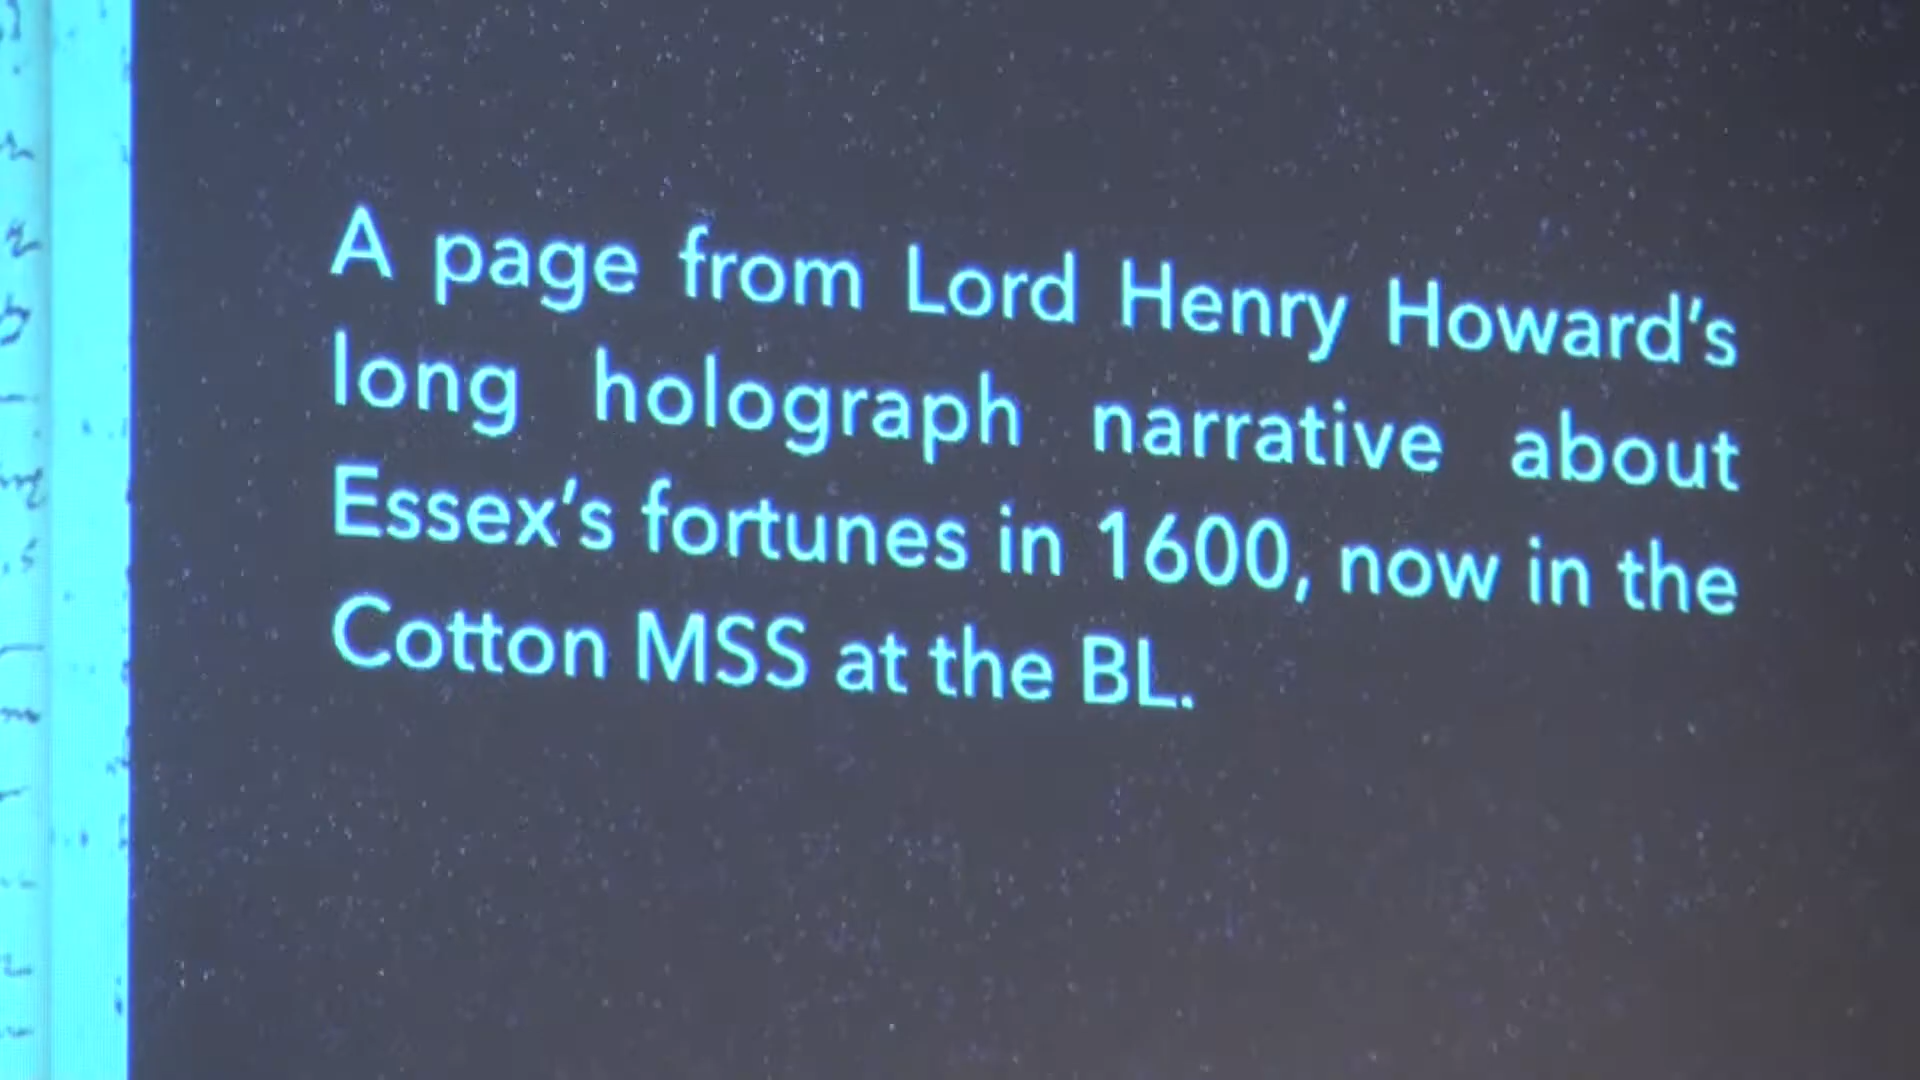 A page from Lord Henry Howard's
long holograph narrative about
Essex's fortunes in 1600, now in the
Cotton MSS at the BL.